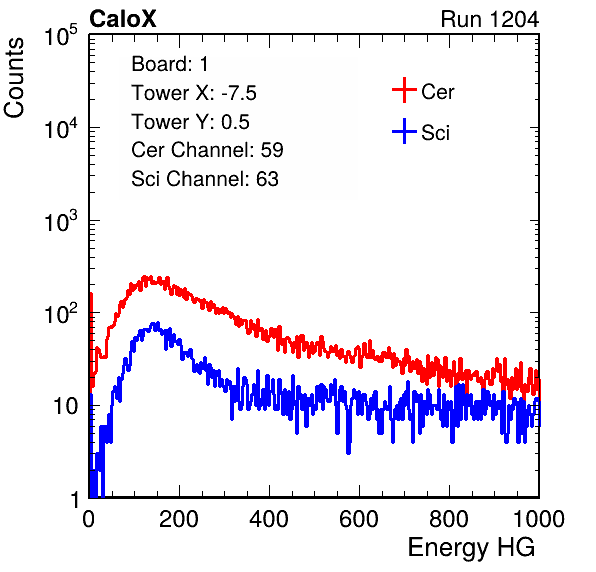 CaloX Run 1204
Counts
10^5
10^4
10^3
10^2
10
1
Board: 1
Tower X: -7.5
Tower Y: 0.5
Cer Channel: 59
Sci Channel: 63
Cer
Sci
0 200 400 600 800 1000
Energy HG